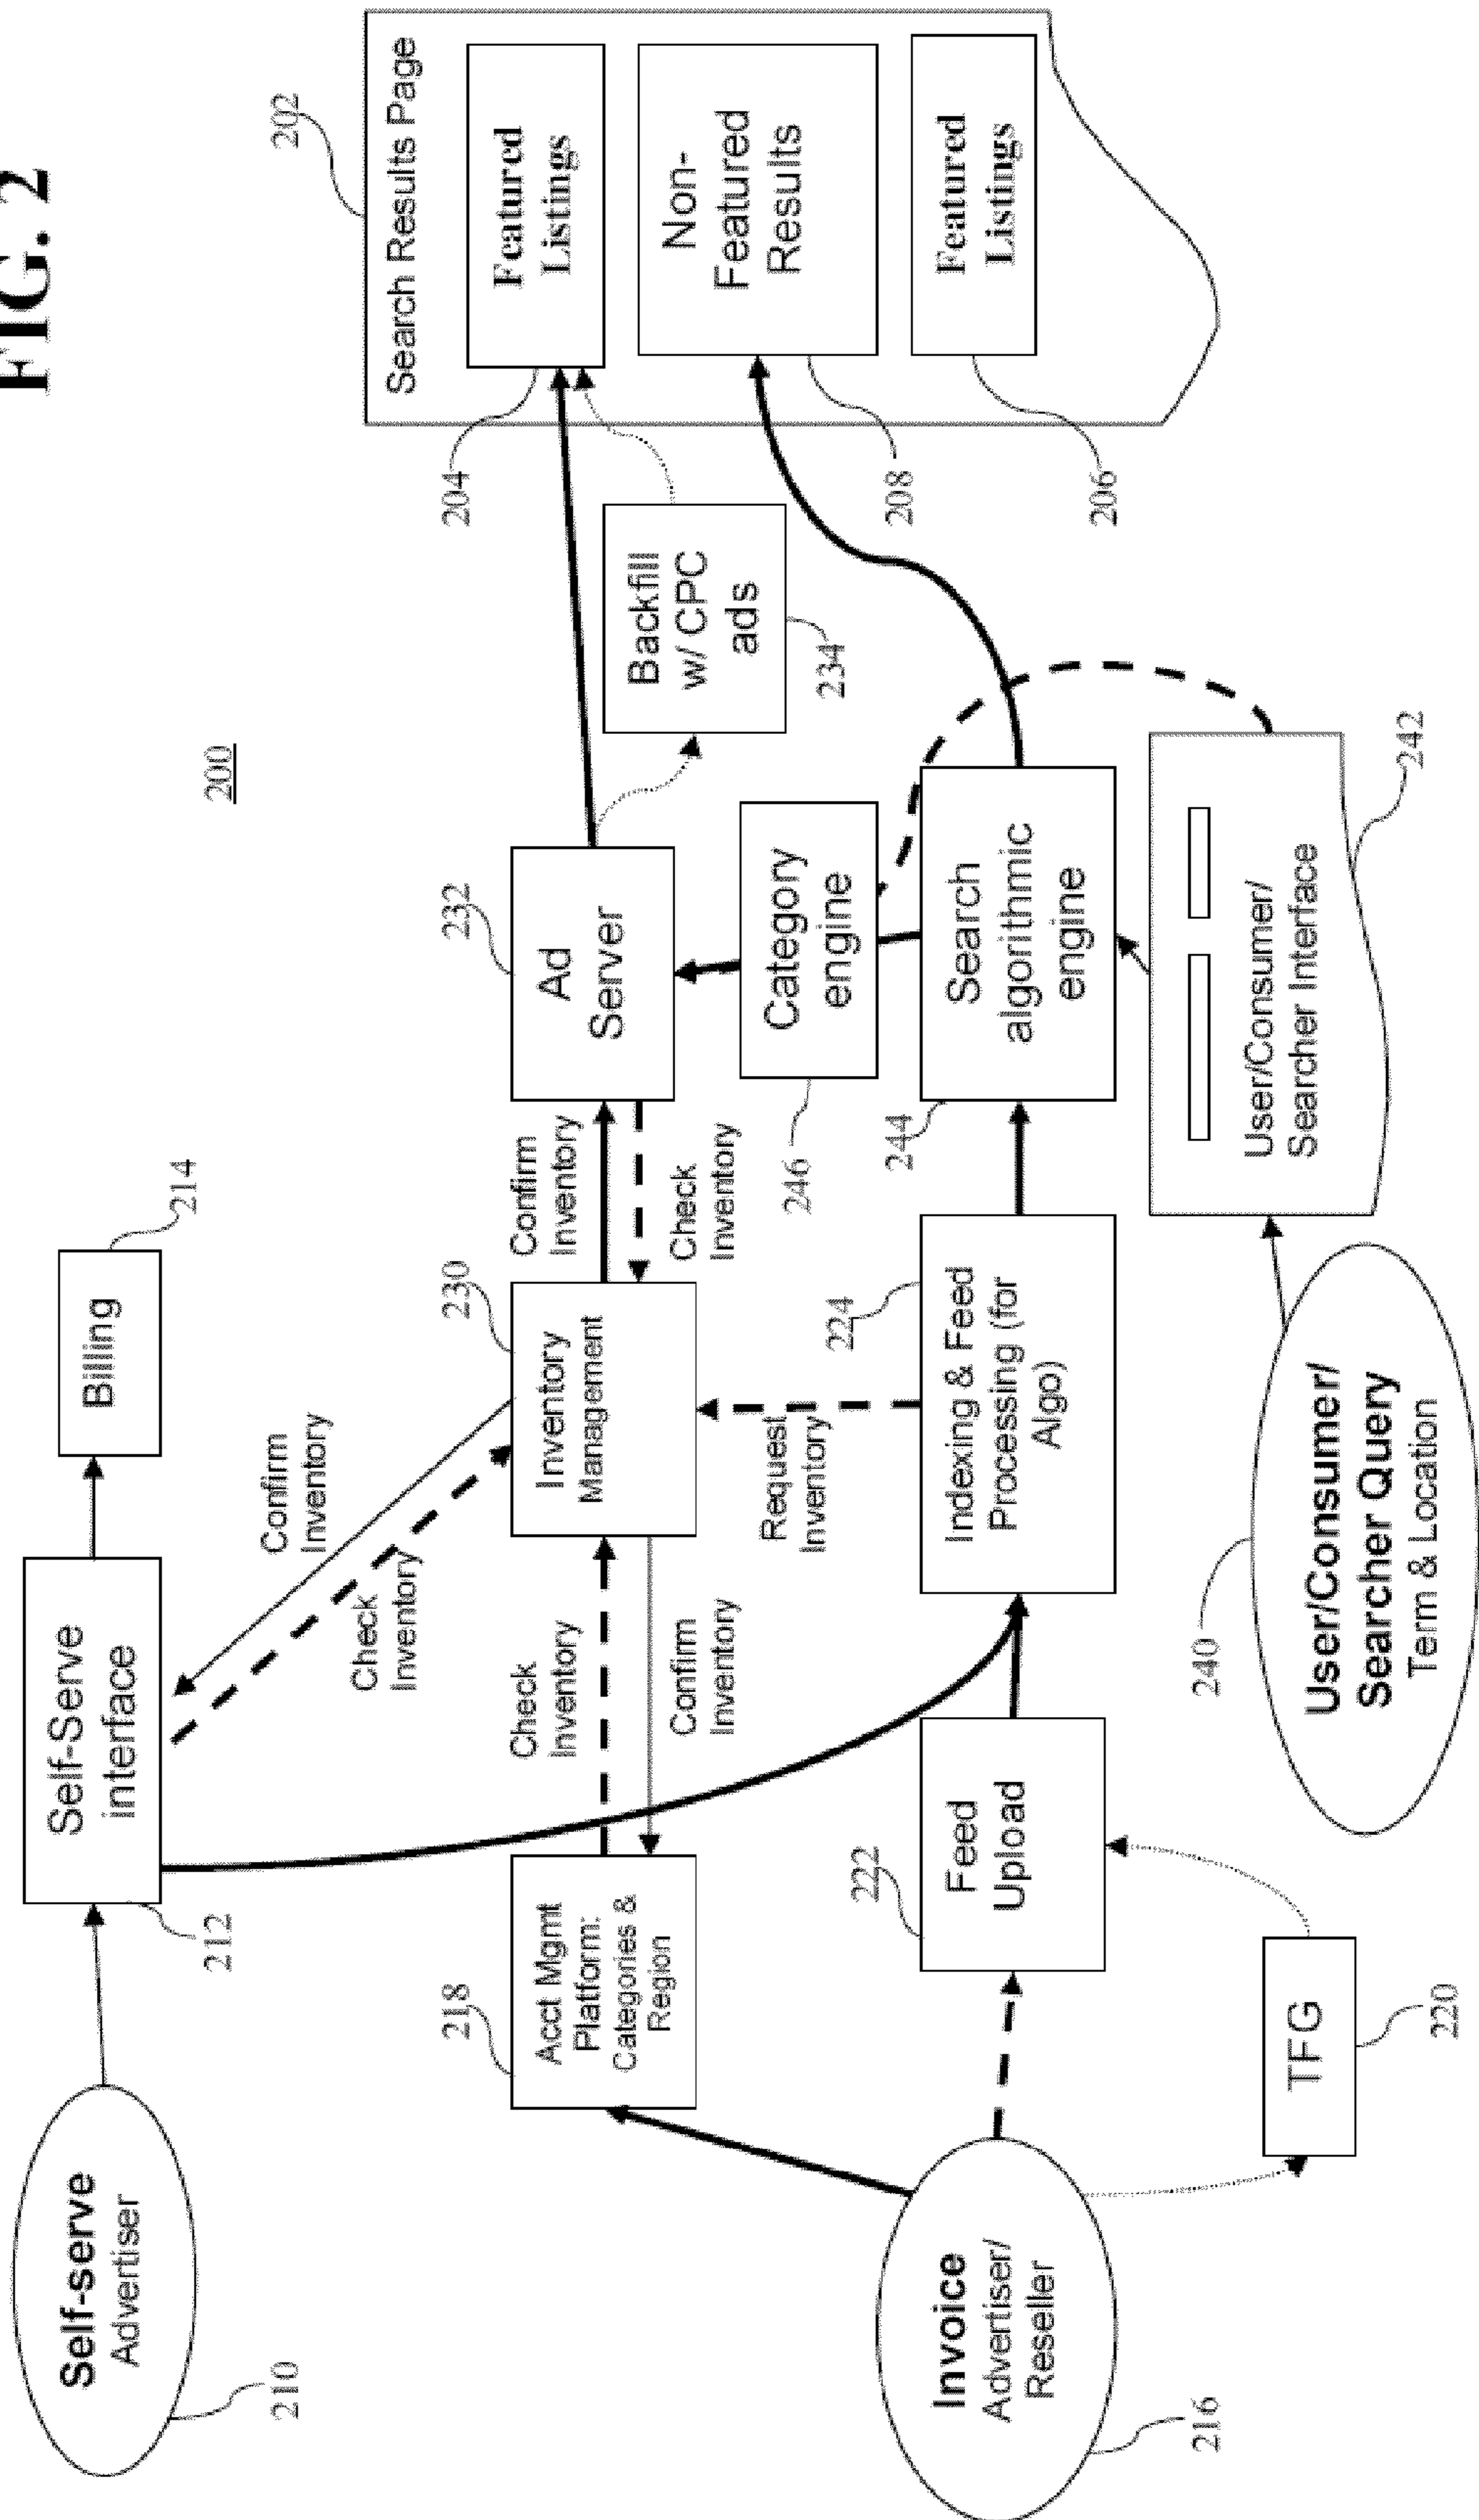 FIG. 2
200
Self-serve
Advertiser
210
Self-Serve
interface
212
Billing
214
Confirm
Inventory
Check
Inventory
218
Acct Mgmt
Platform:
Categories &
Region
Check
Inventory
Confirm
Inventory
230
Inventory
Management
Confirm
Inventory
Check
Inventory
232
Ad
Server
204
202
Search Results Page
Featured
Listings
Non-
Featured
Results
Featured
Listings
208
206
Backfill
w/ CPC
ads
234
Category
engine
246
Request
Inventory
Invoice
Advertiser/
Reseller
216
222
Feed
Upload
TFG
220
224
Indexing & Feed
Processing (for
Algo)
244
Search
algorithmic
engine
240
User/Consumer/
Searcher Query
Term & Location
User/Consumer/
Searcher Interface
242